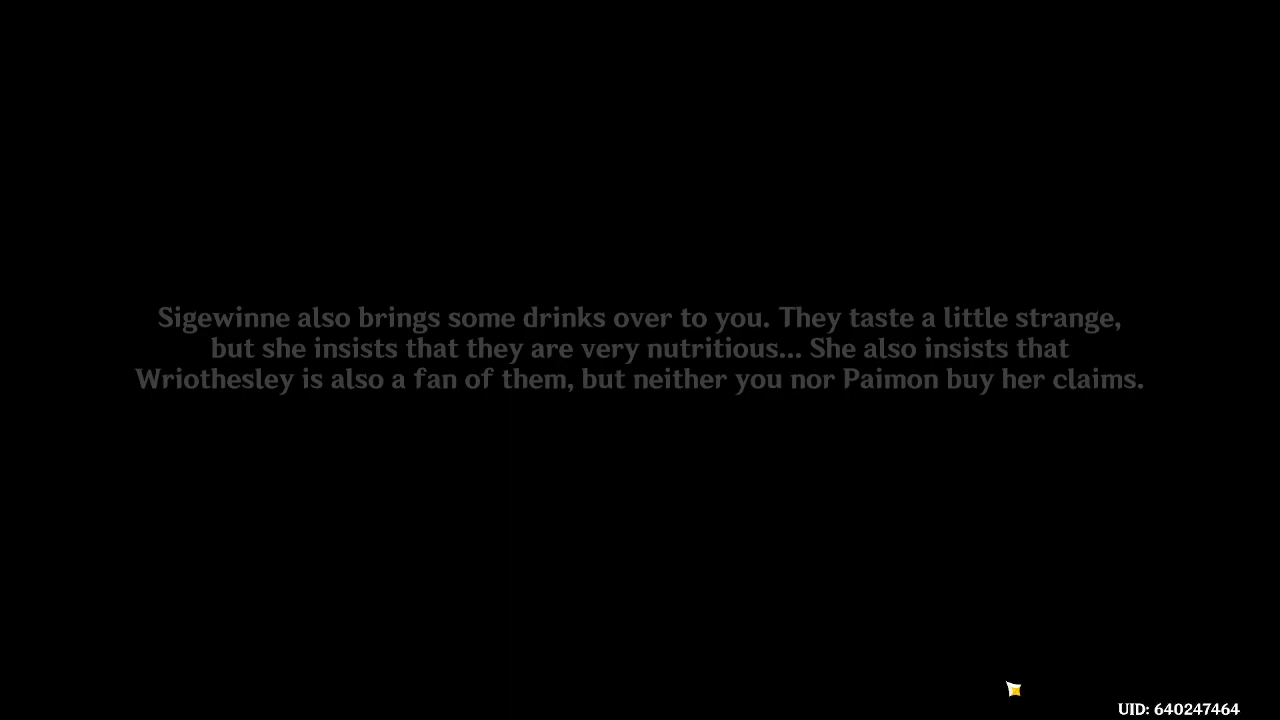 Sigewinne also brings some drinks over to you. They taste a little strange,
but she insists that they are very nutritious... She also insists that
Wriothesley is also a fan of them, but neither you nor Paimon buy her claims.
UID: 640247464